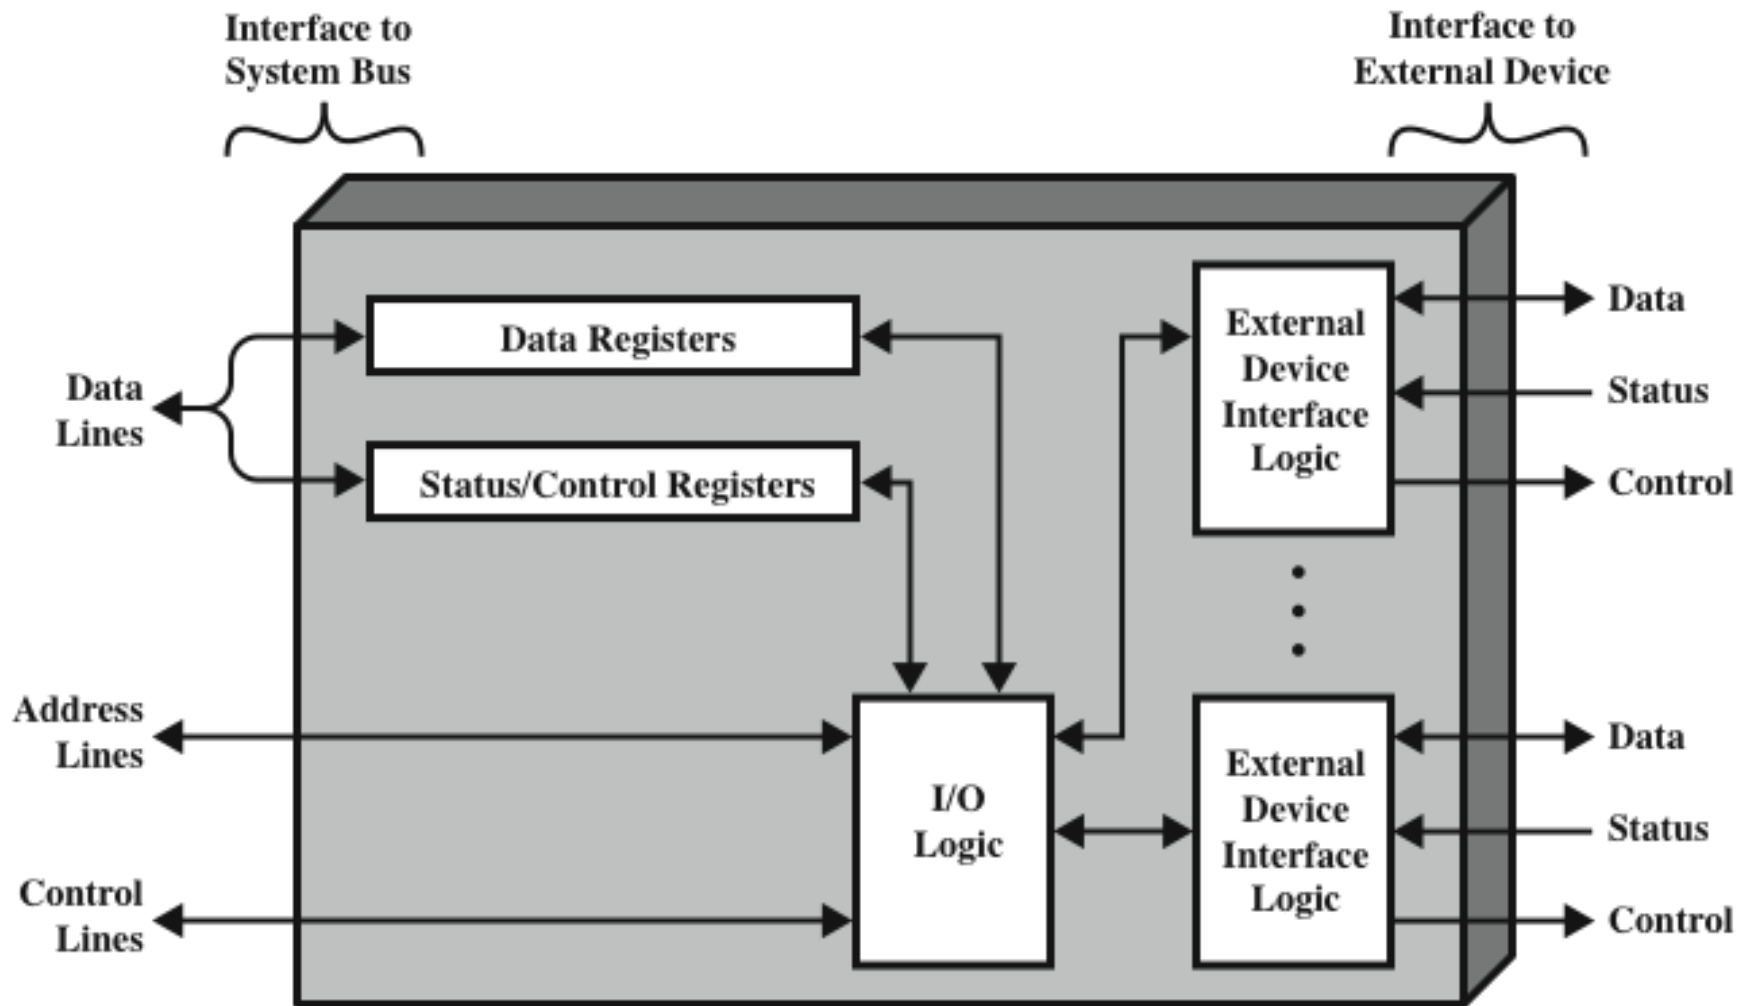 Interface to
System Bus
Interface to
External Device
Data
Lines
Address
Lines
Control
Lines
Data Registers
Status/Control Registers
I/O
Logic
External
Device
Interface
Logic
External
Device
Interface
Logic
Data
Status
Control
Data
Status
Control